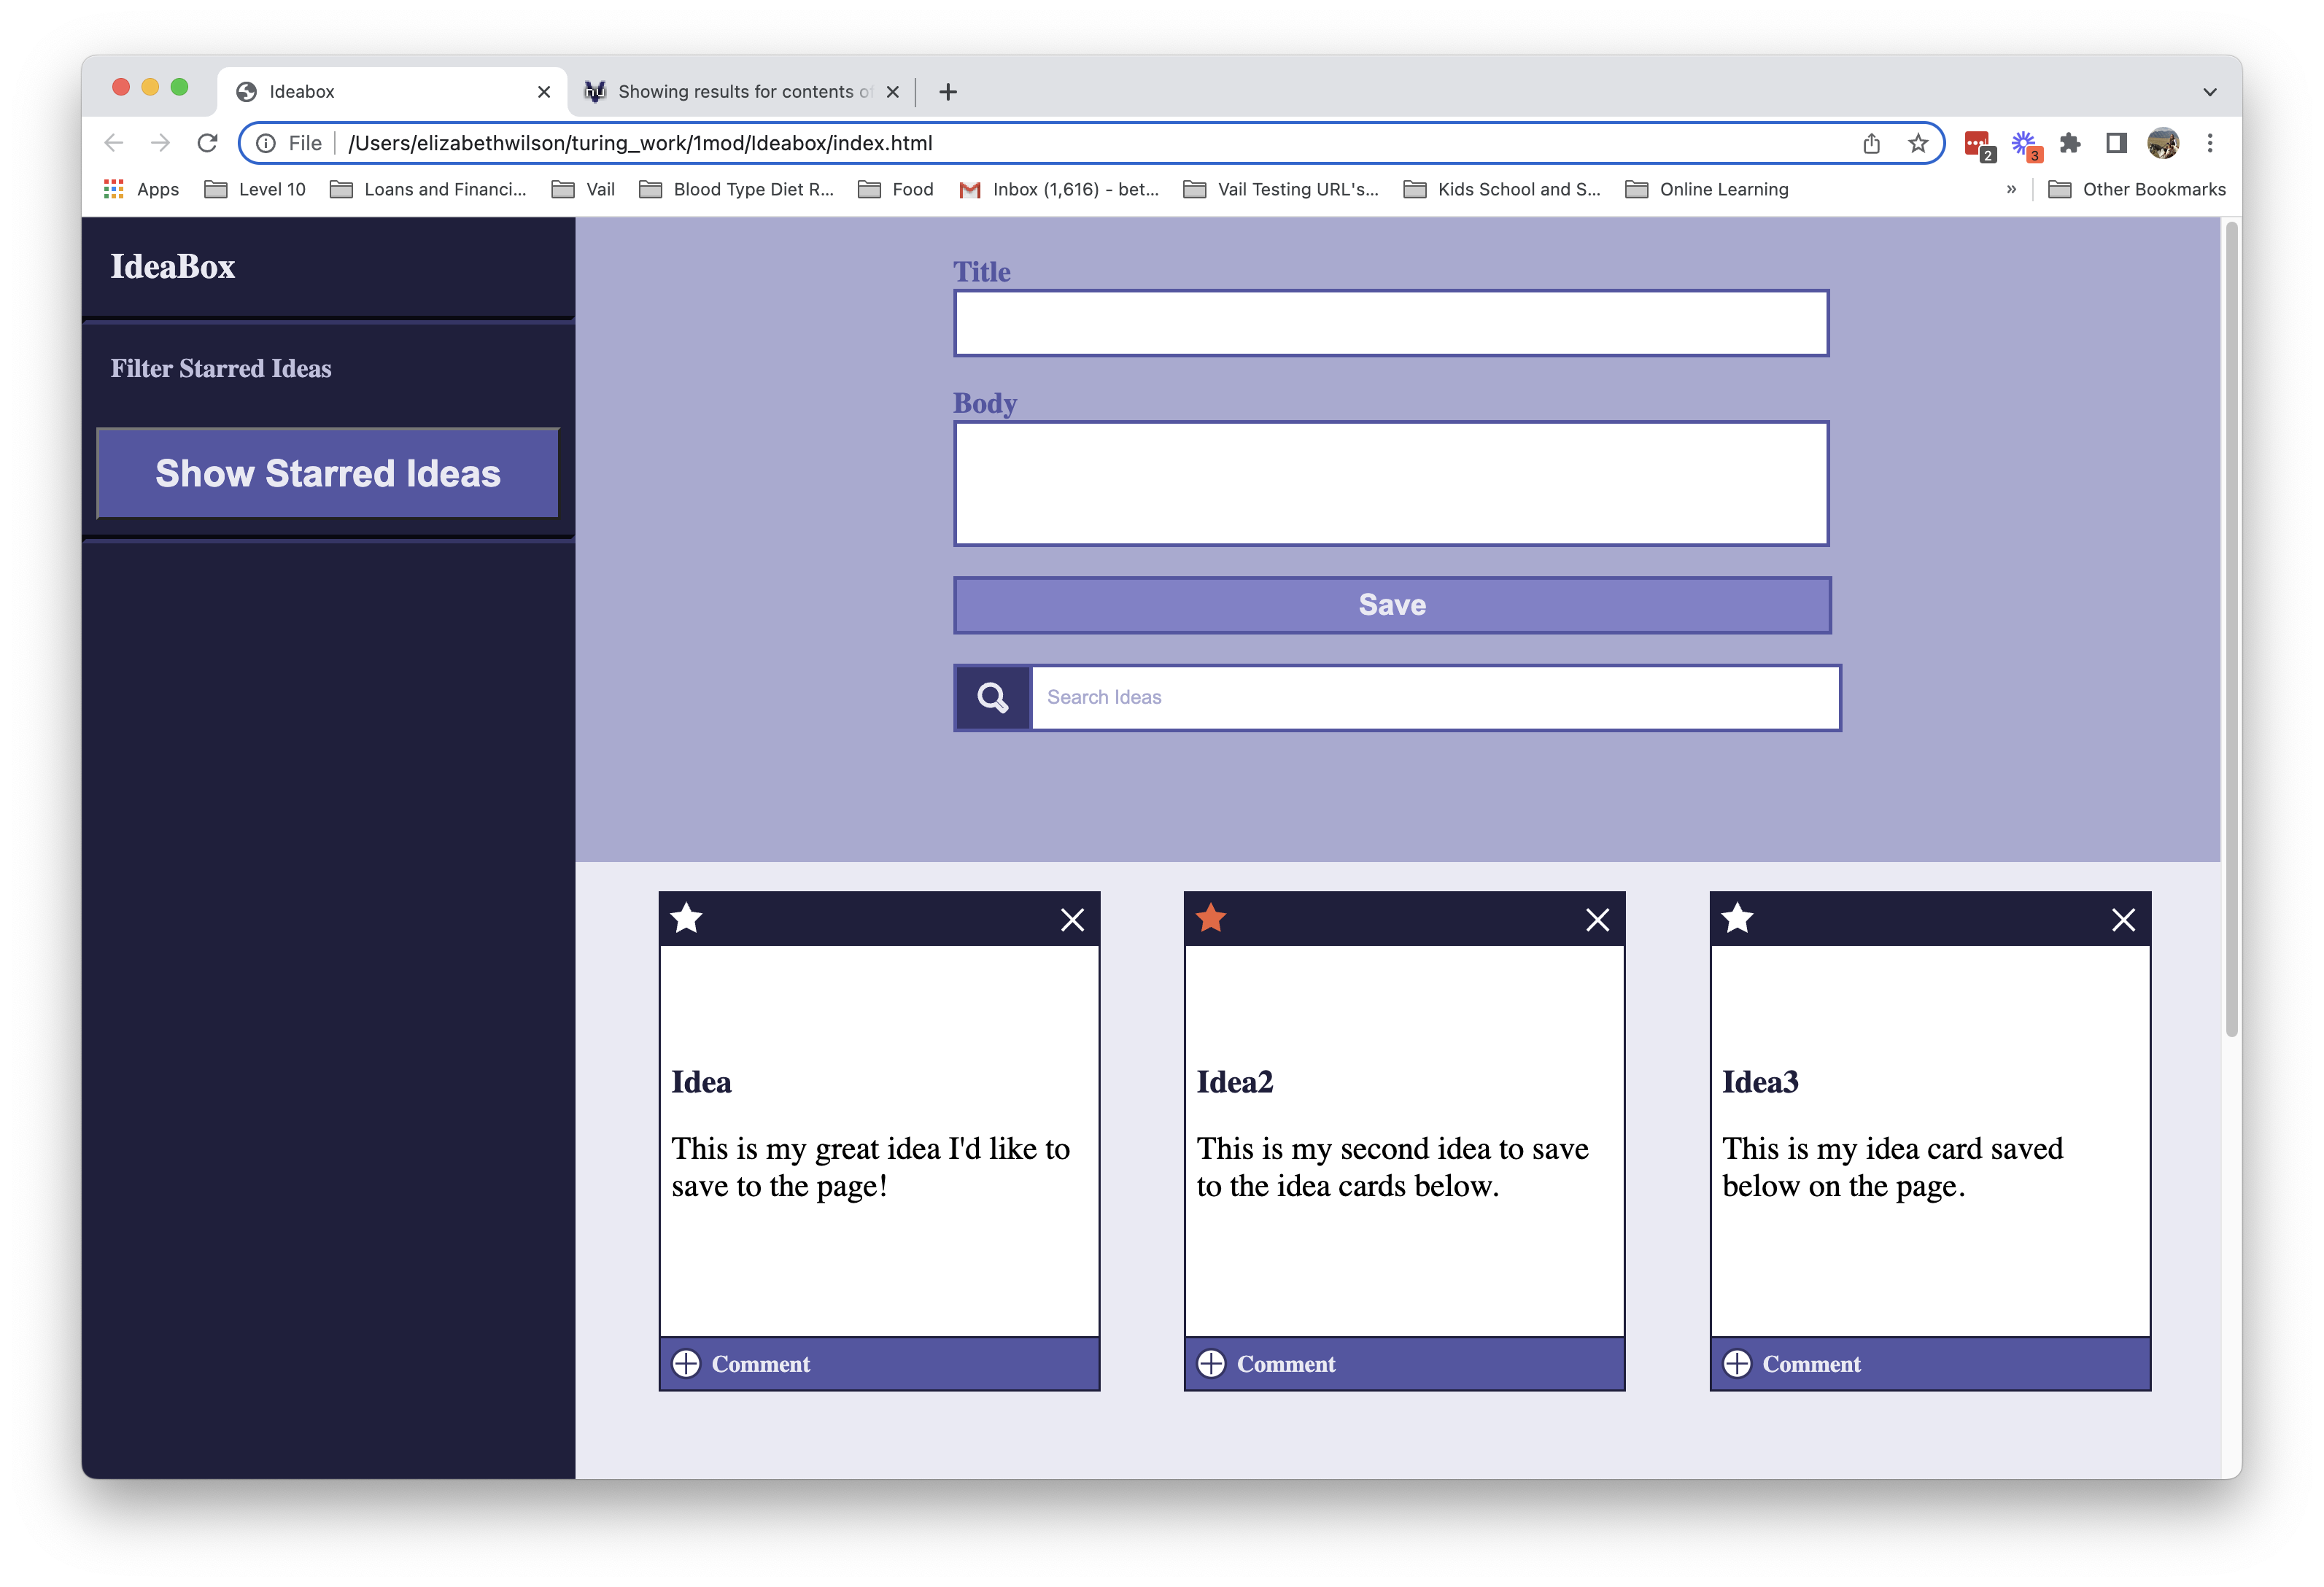 Ideabox
Showing results for contents of
File /Users/elizabethwilson/turing_work/1mod/Ideabox/index.html
2
3
Apps Level 10 Loans and Financi... Vail Blood Type Diet R... Food Inbox (1,616) - bet... Vail Testing URL's... Kids School and S... Online Learning » Other Bookmarks
IdeaBox
Filter Starred Ideas
Show Starred Ideas
Title
Body
Save
Search Ideas
Idea
This is my great idea I'd like to
save to the page!
Comment
Idea2
This is my second idea to save
to the idea cards below.
Comment
Idea3
This is my idea card saved
below on the page.
Comment